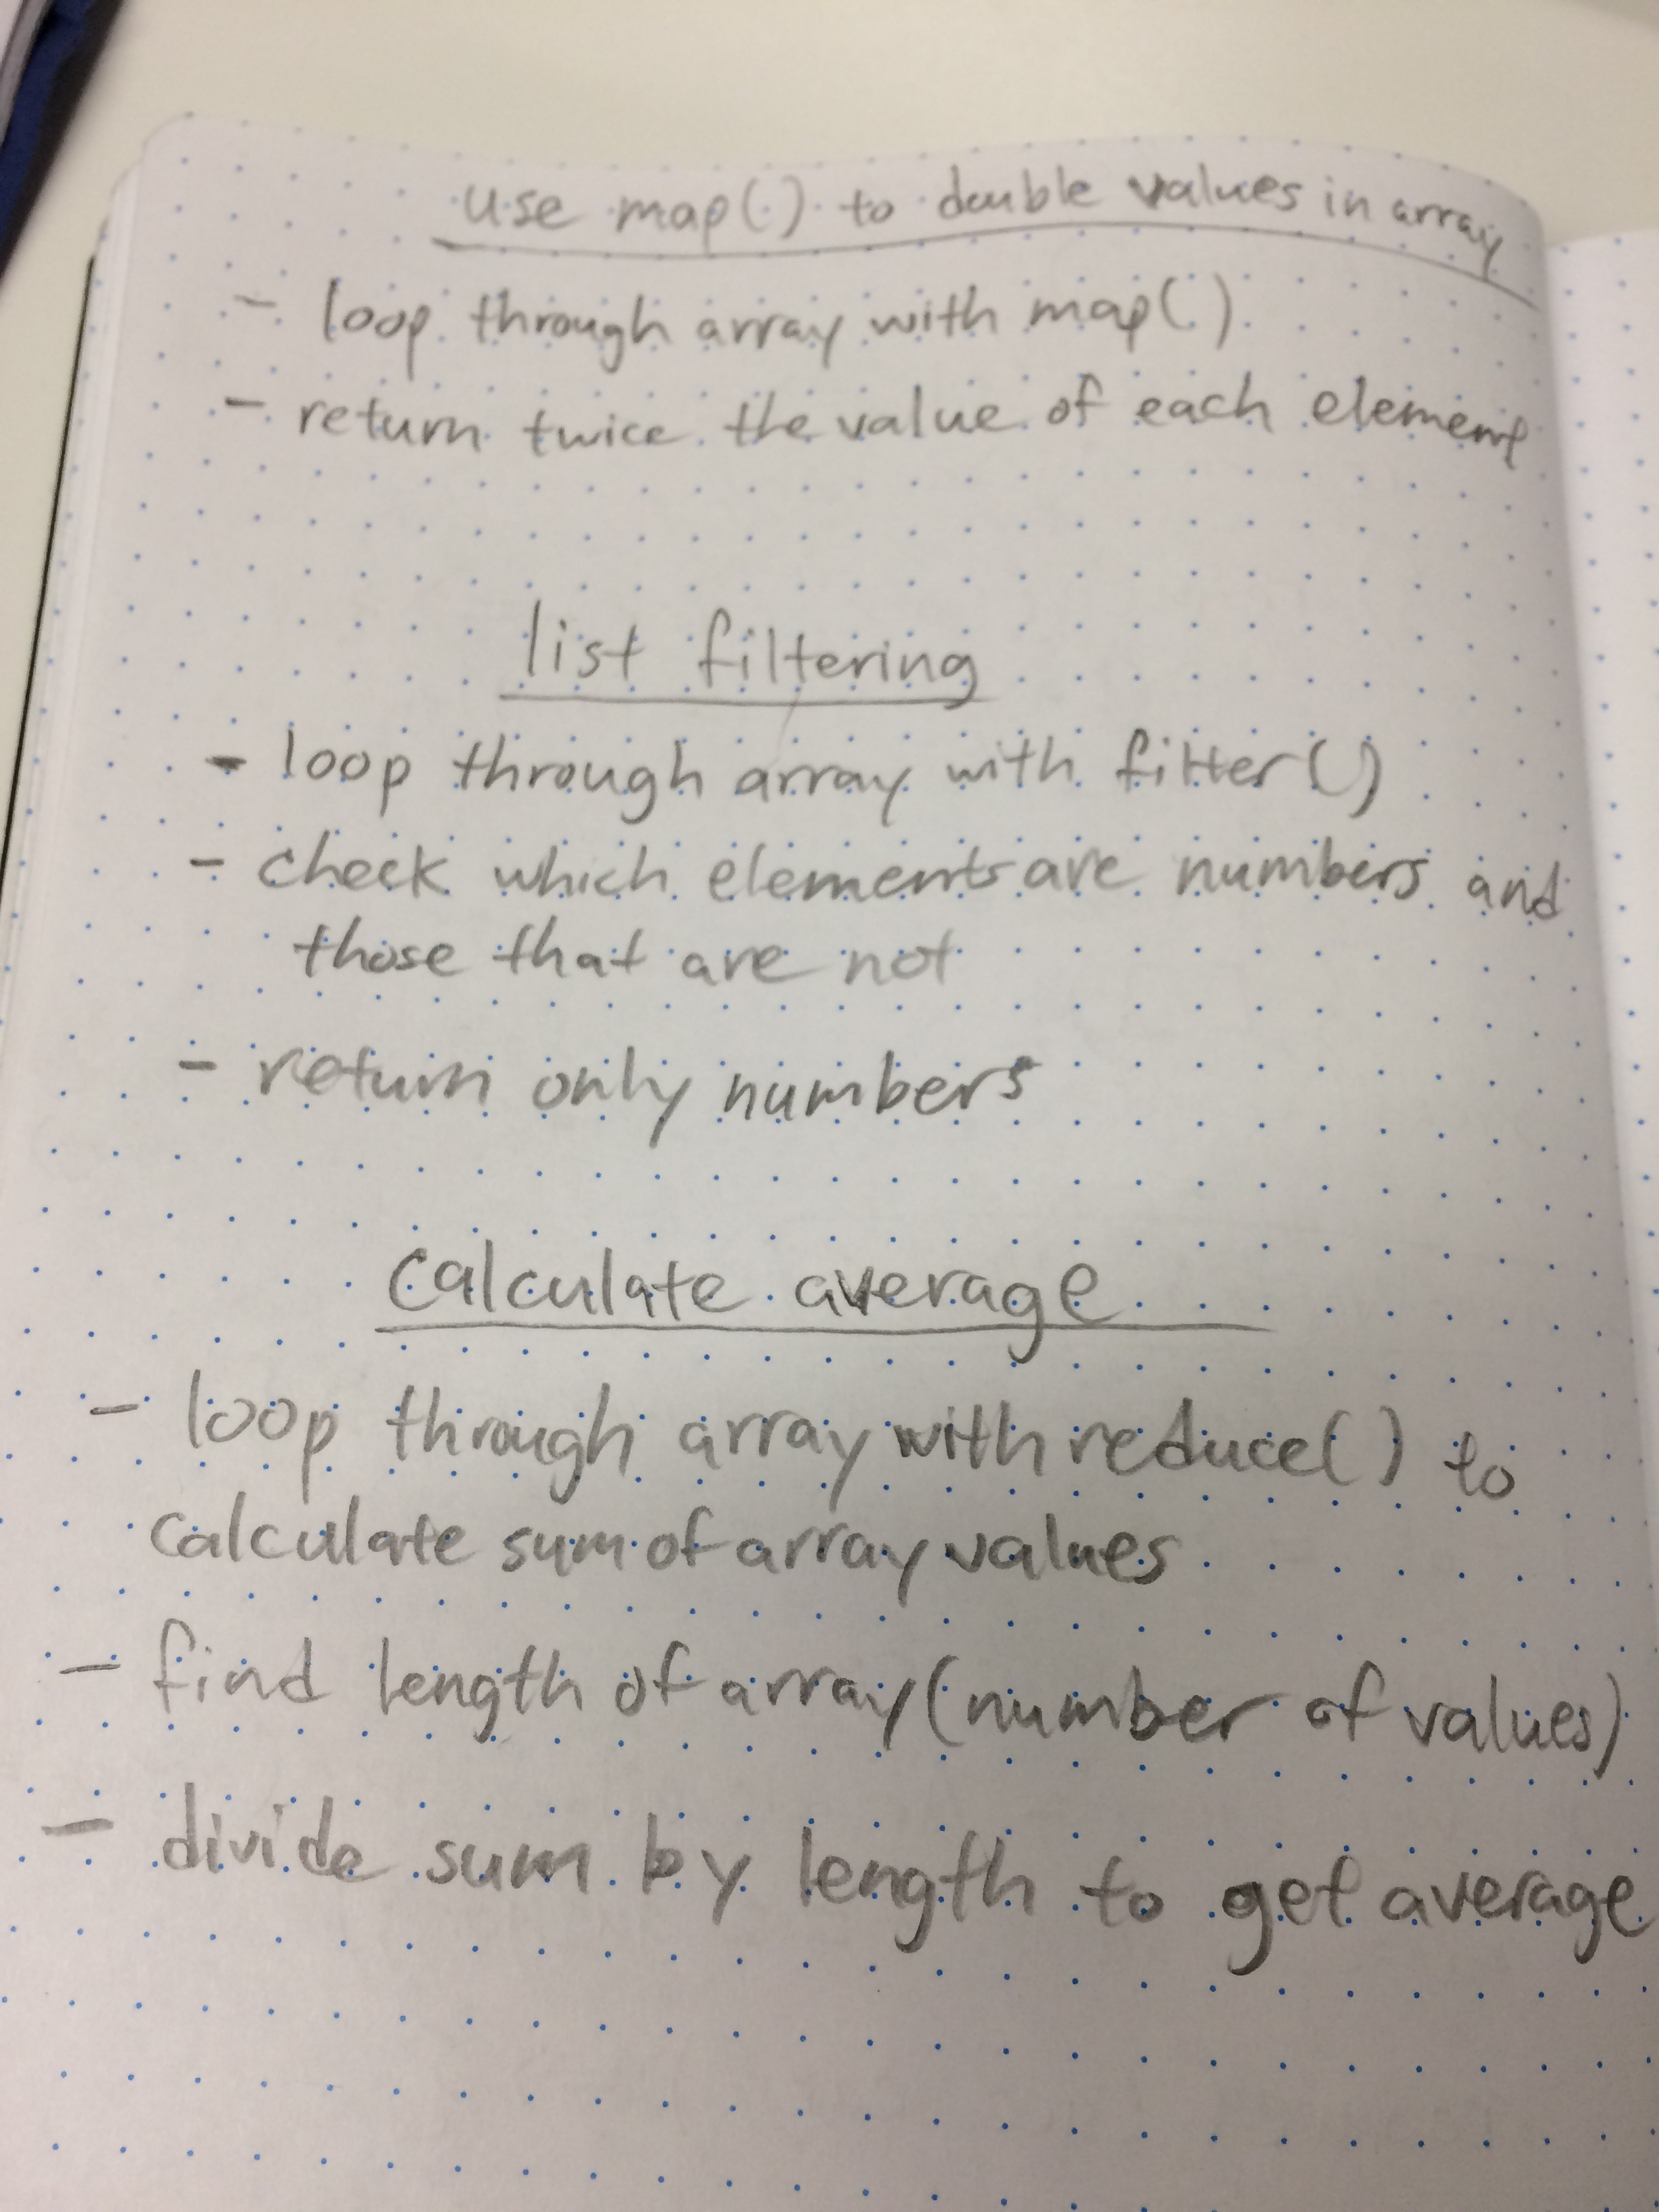 use map() to double values in array
- loop through array with map()
- return twice the value of each element
list filtering
- loop through array with filter()
- check which elements are numbers and
those that are not
- return only numbers
calculate average
- loop through array with reduce() to
calculate sum of array values
- find length of array (number of values)
- divide sum by length to get average